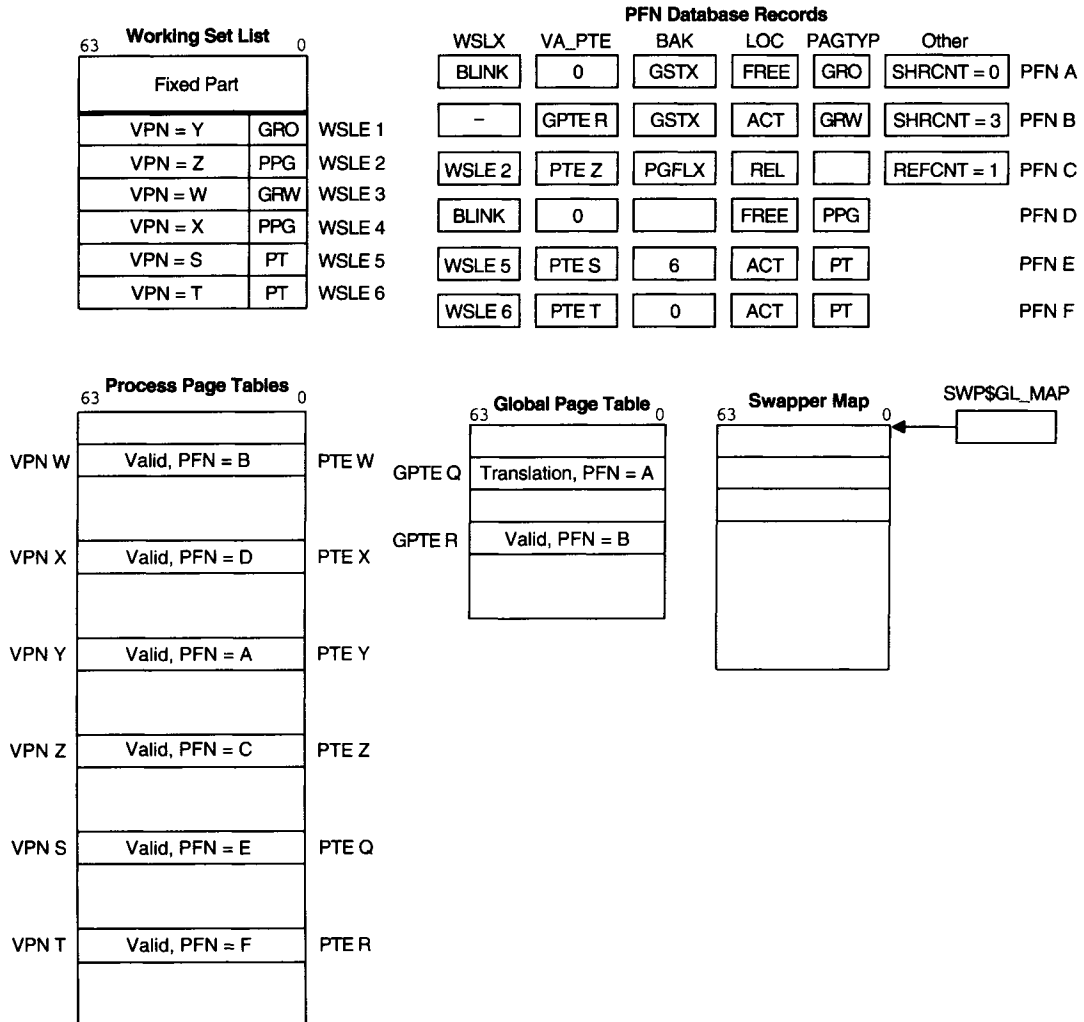 Working Set List
63 0
Fixed Part
VPN = Y GRO WSLE 1
VPN = Z PPG WSLE 2
VPN = W GRW WSLE 3
VPN = X PPG WSLE 4
VPN = S PT WSLE 5
VPN = T PT WSLE 6
PFN Database Records
WSLX VA_PTE BAK LOC PAGTYP Other
BLINK 0 GSTX FREE GRO SHRCNT = 0 PFN A
– GPTE R GSTX ACT GRW SHRCNT = 3 PFN B
WSLE 2 PTE Z PGFLX REL REFCNT = 1 PFN C
BLINK 0 FREE PPG PFN D
WSLE 5 PTE S 6 ACT PT PFN E
WSLE 6 PTE T 0 ACT PT PFN F
Process Page Tables
63 0
VPN W Valid, PFN = B PTE W
VPN X Valid, PFN = D PTE X
VPN Y Valid, PFN = A PTE Y
VPN Z Valid, PFN = C PTE Z
VPN S Valid, PFN = E PTE Q
VPN T Valid, PFN = F PTE R
Global Page Table
63 0
GPTE Q Translation, PFN = A
GPTE R Valid, PFN = B
Swapper Map
63 0
SWP$GL_MAP